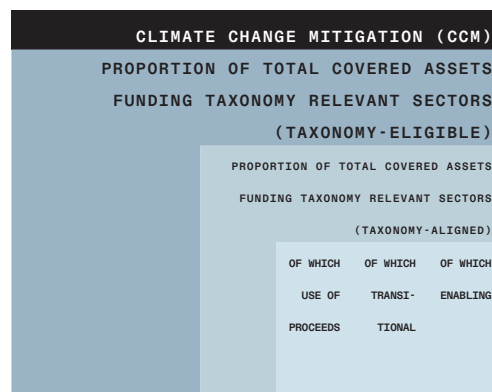 CLIMATE CHANGE MITIGATION (CCM)
PROPORTION OF TOTAL COVERED ASSETS
FUNDING TAXONOMY RELEVANT SECTORS
(TAXONOMY-ELIGIBLE)
PROPORTION OF TOTAL COVERED ASSETS
FUNDING TAXONOMY RELEVANT SECTORS
(TAXONOMY-ALIGNED)
OF WHICH OF WHICH OF WHICH
USE OF TRANSI- ENABLING
PROCEEDS TIONAL